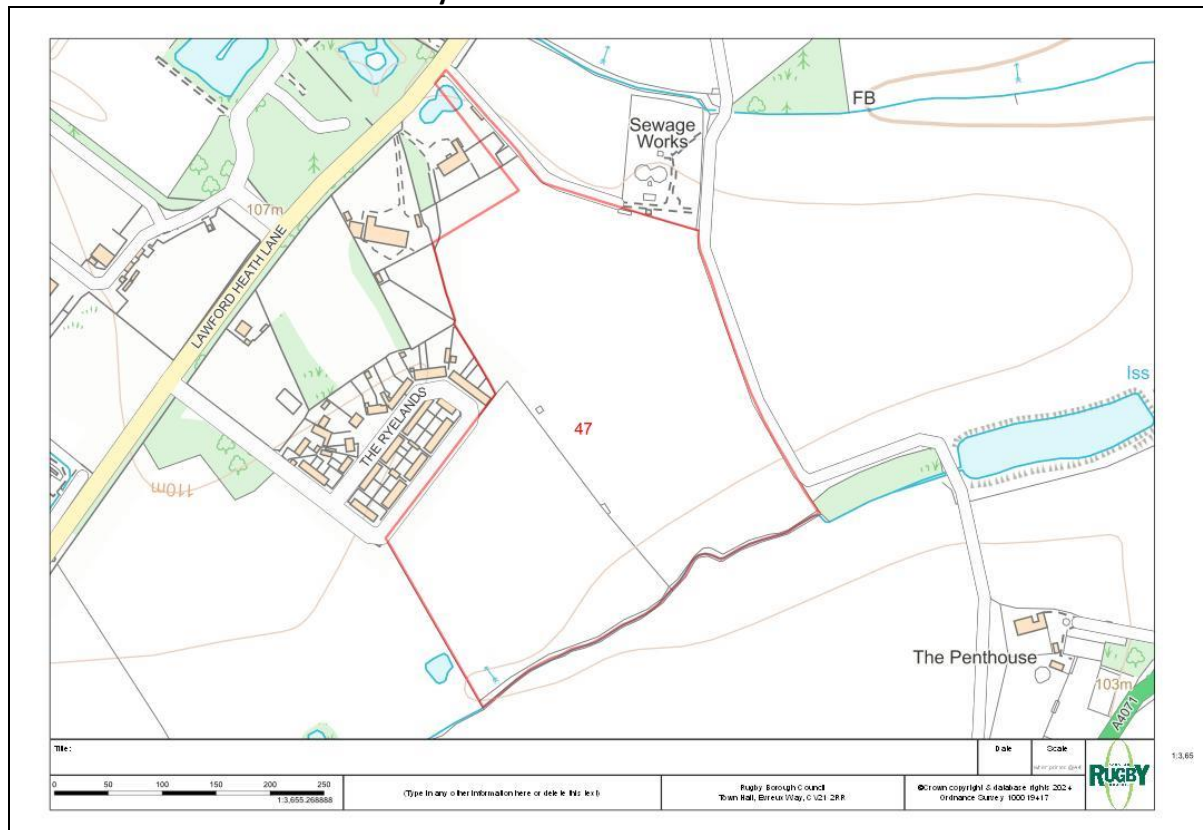 FB
Sewage
Works
107m
LAWFORD HEATH LANE
Iss
47
THE RYELANDS
110m
The Penthouse
103m
A4071
Title:
Date
Scale
0 50 100 150 200 250
1:3,655.268888
(Type in any other information here or delete this text)
Rugby Borough Council
Town Hall, Evreux Way, CV21 2RR
©Crown copyright & database rights 2024
Ordnance Survey 100019417
RUGBY
1:3,65